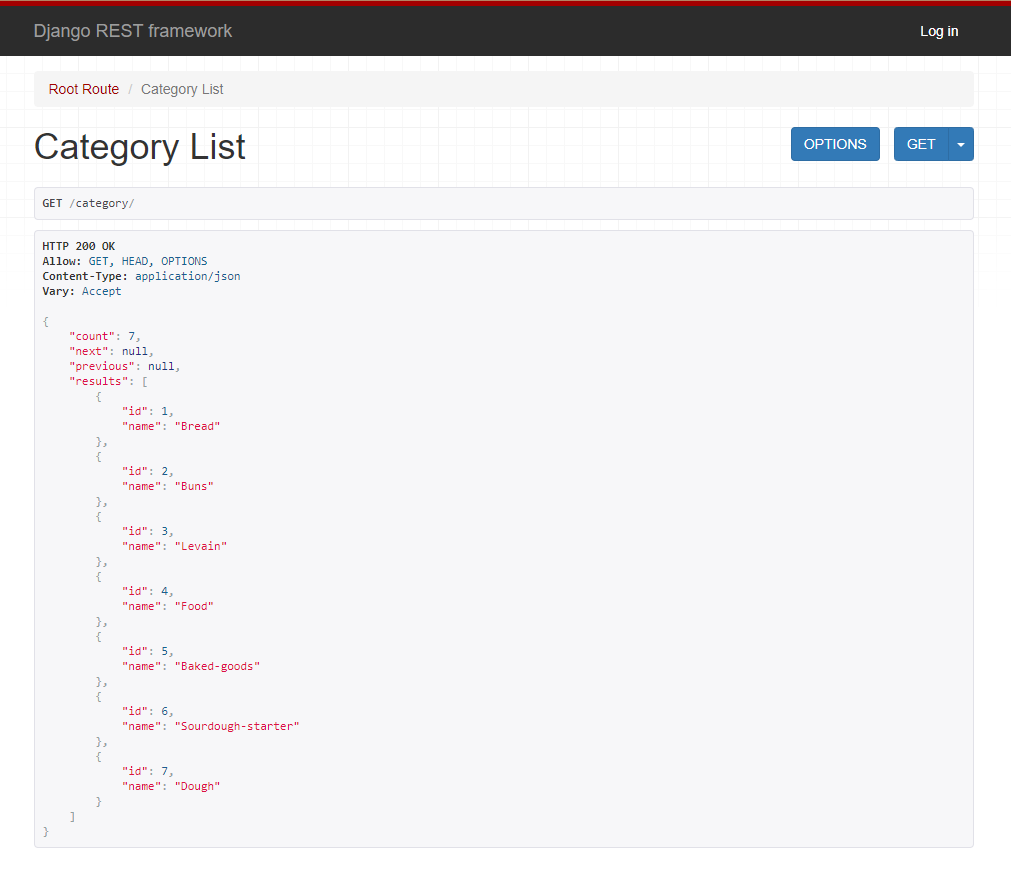 Django REST framework Log in
Root Route / Category List
Category List OPTIONS GET
GET /category/
HTTP 200 OK
Allow: GET, HEAD, OPTIONS
Content-Type: application/json
Vary: Accept
{
    "count": 7,
    "next": null,
    "previous": null,
    "results": [
        {
            "id": 1,
            "name": "Bread"
        },
        {
            "id": 2,
            "name": "Buns"
        },
        {
            "id": 3,
            "name": "Levain"
        },
        {
            "id": 4,
            "name": "Food"
        },
        {
            "id": 5,
            "name": "Baked-goods"
        },
        {
            "id": 6,
            "name": "Sourdough-starter"
        },
        {
            "id": 7,
            "name": "Dough"
        }
    ]
}